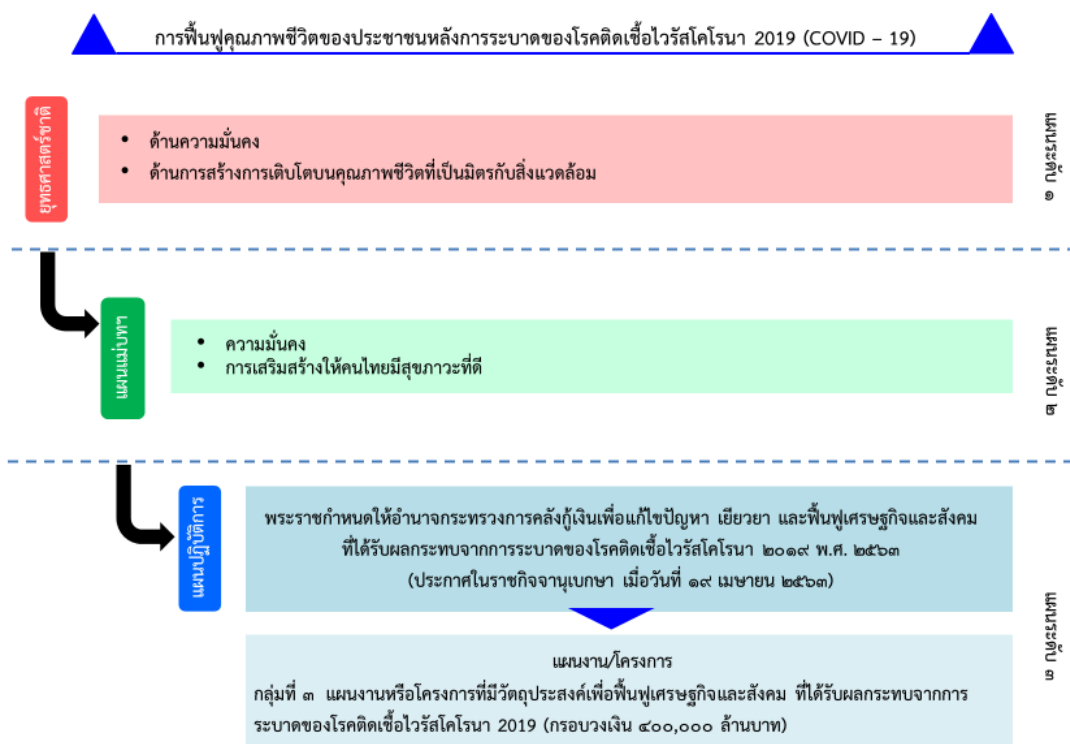 การฟื้นฟูคุณภาพชีวิตของประชาชนหลังการระบาดของโรคติดเชื้อไวรัสโคโรนา 2019 (COVID – 19)
ยุทธศาสตร์ชาติ
• ด้านความมั่นคง
• ด้านการสร้างการเติบโตบนคุณภาพชีวิตที่เป็นมิตรกับสิ่งแวดล้อม
แผนระดับ ๑
แผนแม่บทฯ
• ความมั่นคง
• การเสริมสร้างให้คนไทยมีสุขภาวะที่ดี
แผนระดับ ๒
แผนปฏิบัติการ
พระราชกำหนดให้อำนาจกระทรวงการคลังกู้เงินเพื่อแก้ไขปัญหา เยียวยา และฟื้นฟูเศรษฐกิจและสังคม
ที่ได้รับผลกระทบจากการระบาดของโรคติดเชื้อไวรัสโคโรนา ๒๐๑๙ พ.ศ. ๒๕๖๓
(ประกาศในราชกิจจานุเบกษา เมื่อวันที่ ๑๙ เมษายน ๒๕๖๓)
แผนระดับ ๓
แผนงาน/โครงการ
กลุ่มที่ ๓ แผนงานหรือโครงการที่มีวัตถุประสงค์เพื่อฟื้นฟูเศรษฐกิจและสังคม ที่ได้รับผลกระทบจากการ
ระบาดของโรคติดเชื้อไวรัสโคโรนา 2019 (กรอบวงเงิน ๔๐๐,๐๐๐ ล้านบาท)